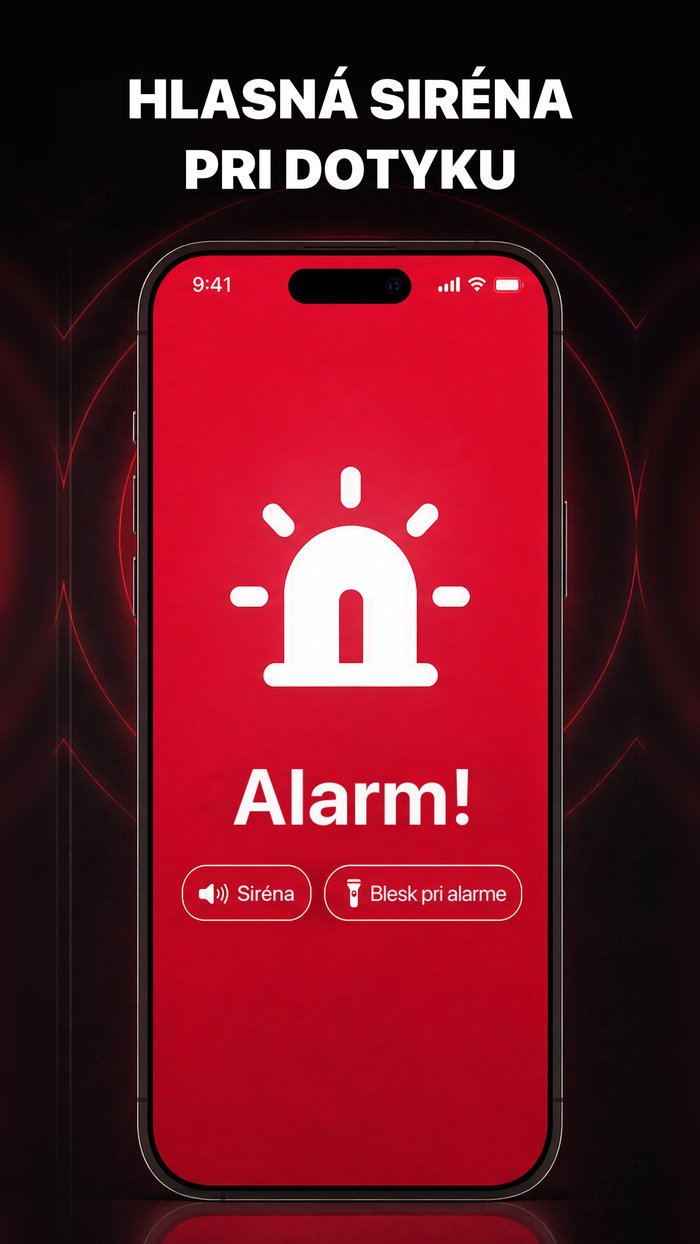 HLASNÁ SIRÉNA
PRI DOTYKU
9:41
Alarm!
Siréna
Blesk pri alarme